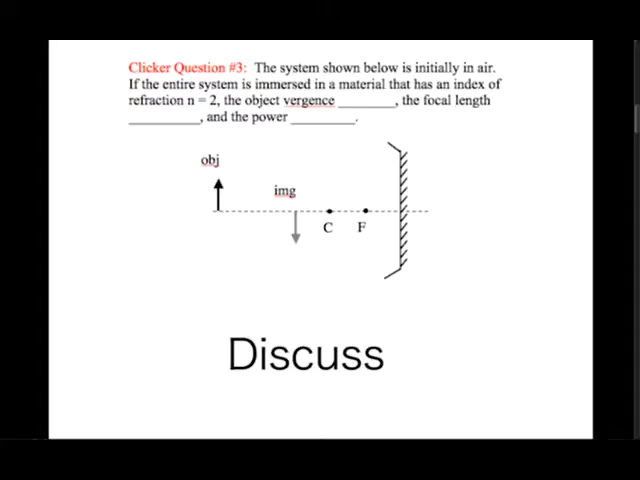 Clicker Question #3: The system shown below is initially in air.
If the entire system is immersed in a material that has an index of
refraction n = 2, the object vergence ________, the focal length
__________, and the power _________.
obj
img
C F
Discuss